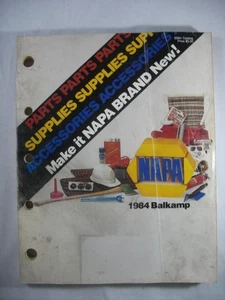 PARTS PARTS PARTS
SUPPLIES SUPPLIES SUP
ACCESSORIES ACCESSORIES
Make it NAPA BRAND New!
NAPA
1984 Balkamp